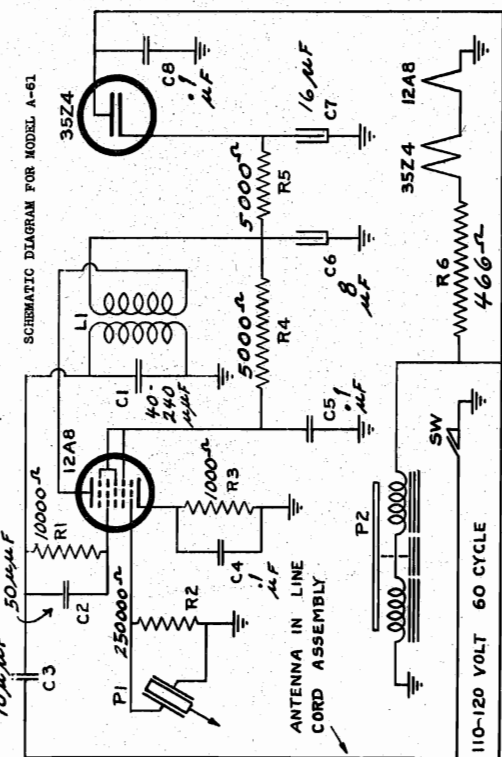 SCHEMATIC DIAGRAM FOR MODEL A-61
35Z4
C8
.1
µF
16 µF
C7
5000Ω
R5
L1
C6
8
µF
5000Ω
R4
C1
40-
240
µµF
12A8
10000Ω
R1
50µµF
C2
C3
C5
.1
µF
1000Ω
R3
C4
.1
µF
250000Ω
R2
P1
ANTENNA IN LINE
CORD ASSEMBLY
12A8
35Z4
R6
466Ω
SW
P2
110-120 VOLT 60 CYCLE